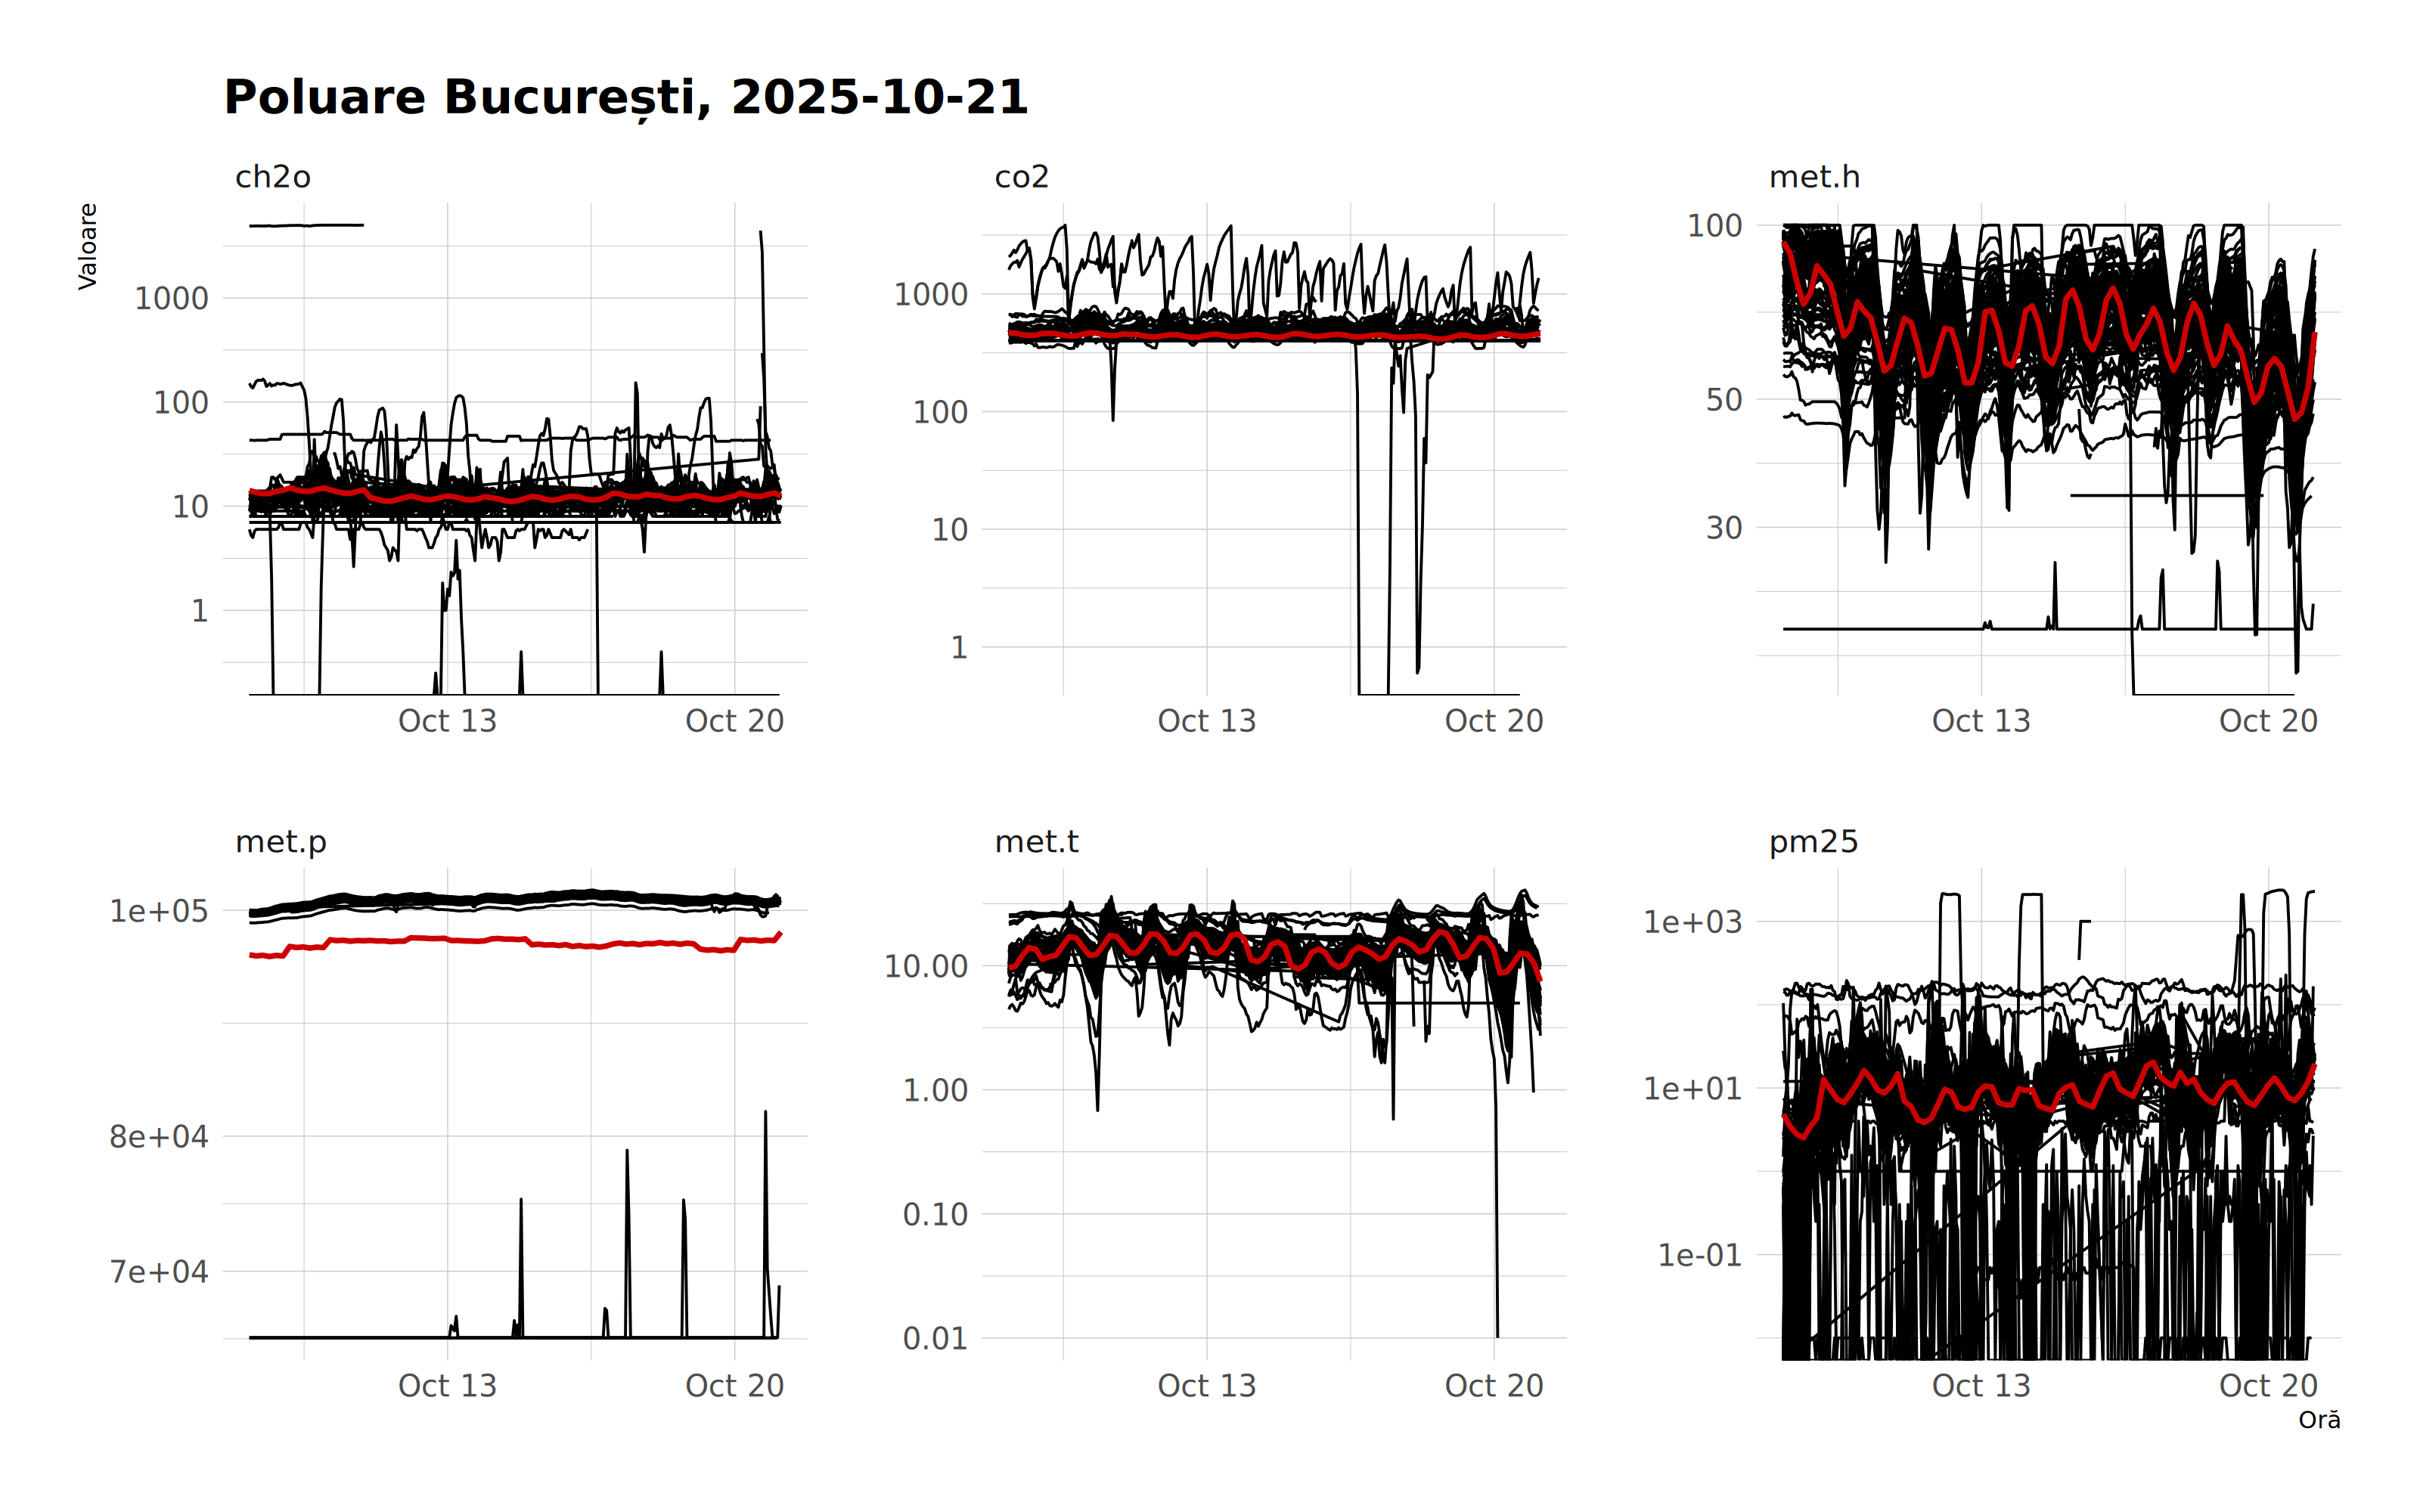 Poluare București, 2025-10-21
Valoare
ch2o
1000
100
10
1
Oct 13
Oct 20
co2
1000
100
10
1
Oct 13
Oct 20
met.h
100
50
30
Oct 13
Oct 20
met.p
1e+05
8e+04
7e+04
Oct 13
Oct 20
met.t
10.00
1.00
0.10
0.01
Oct 13
Oct 20
pm25
1e+03
1e+01
1e-01
Oct 13
Oct 20
Oră